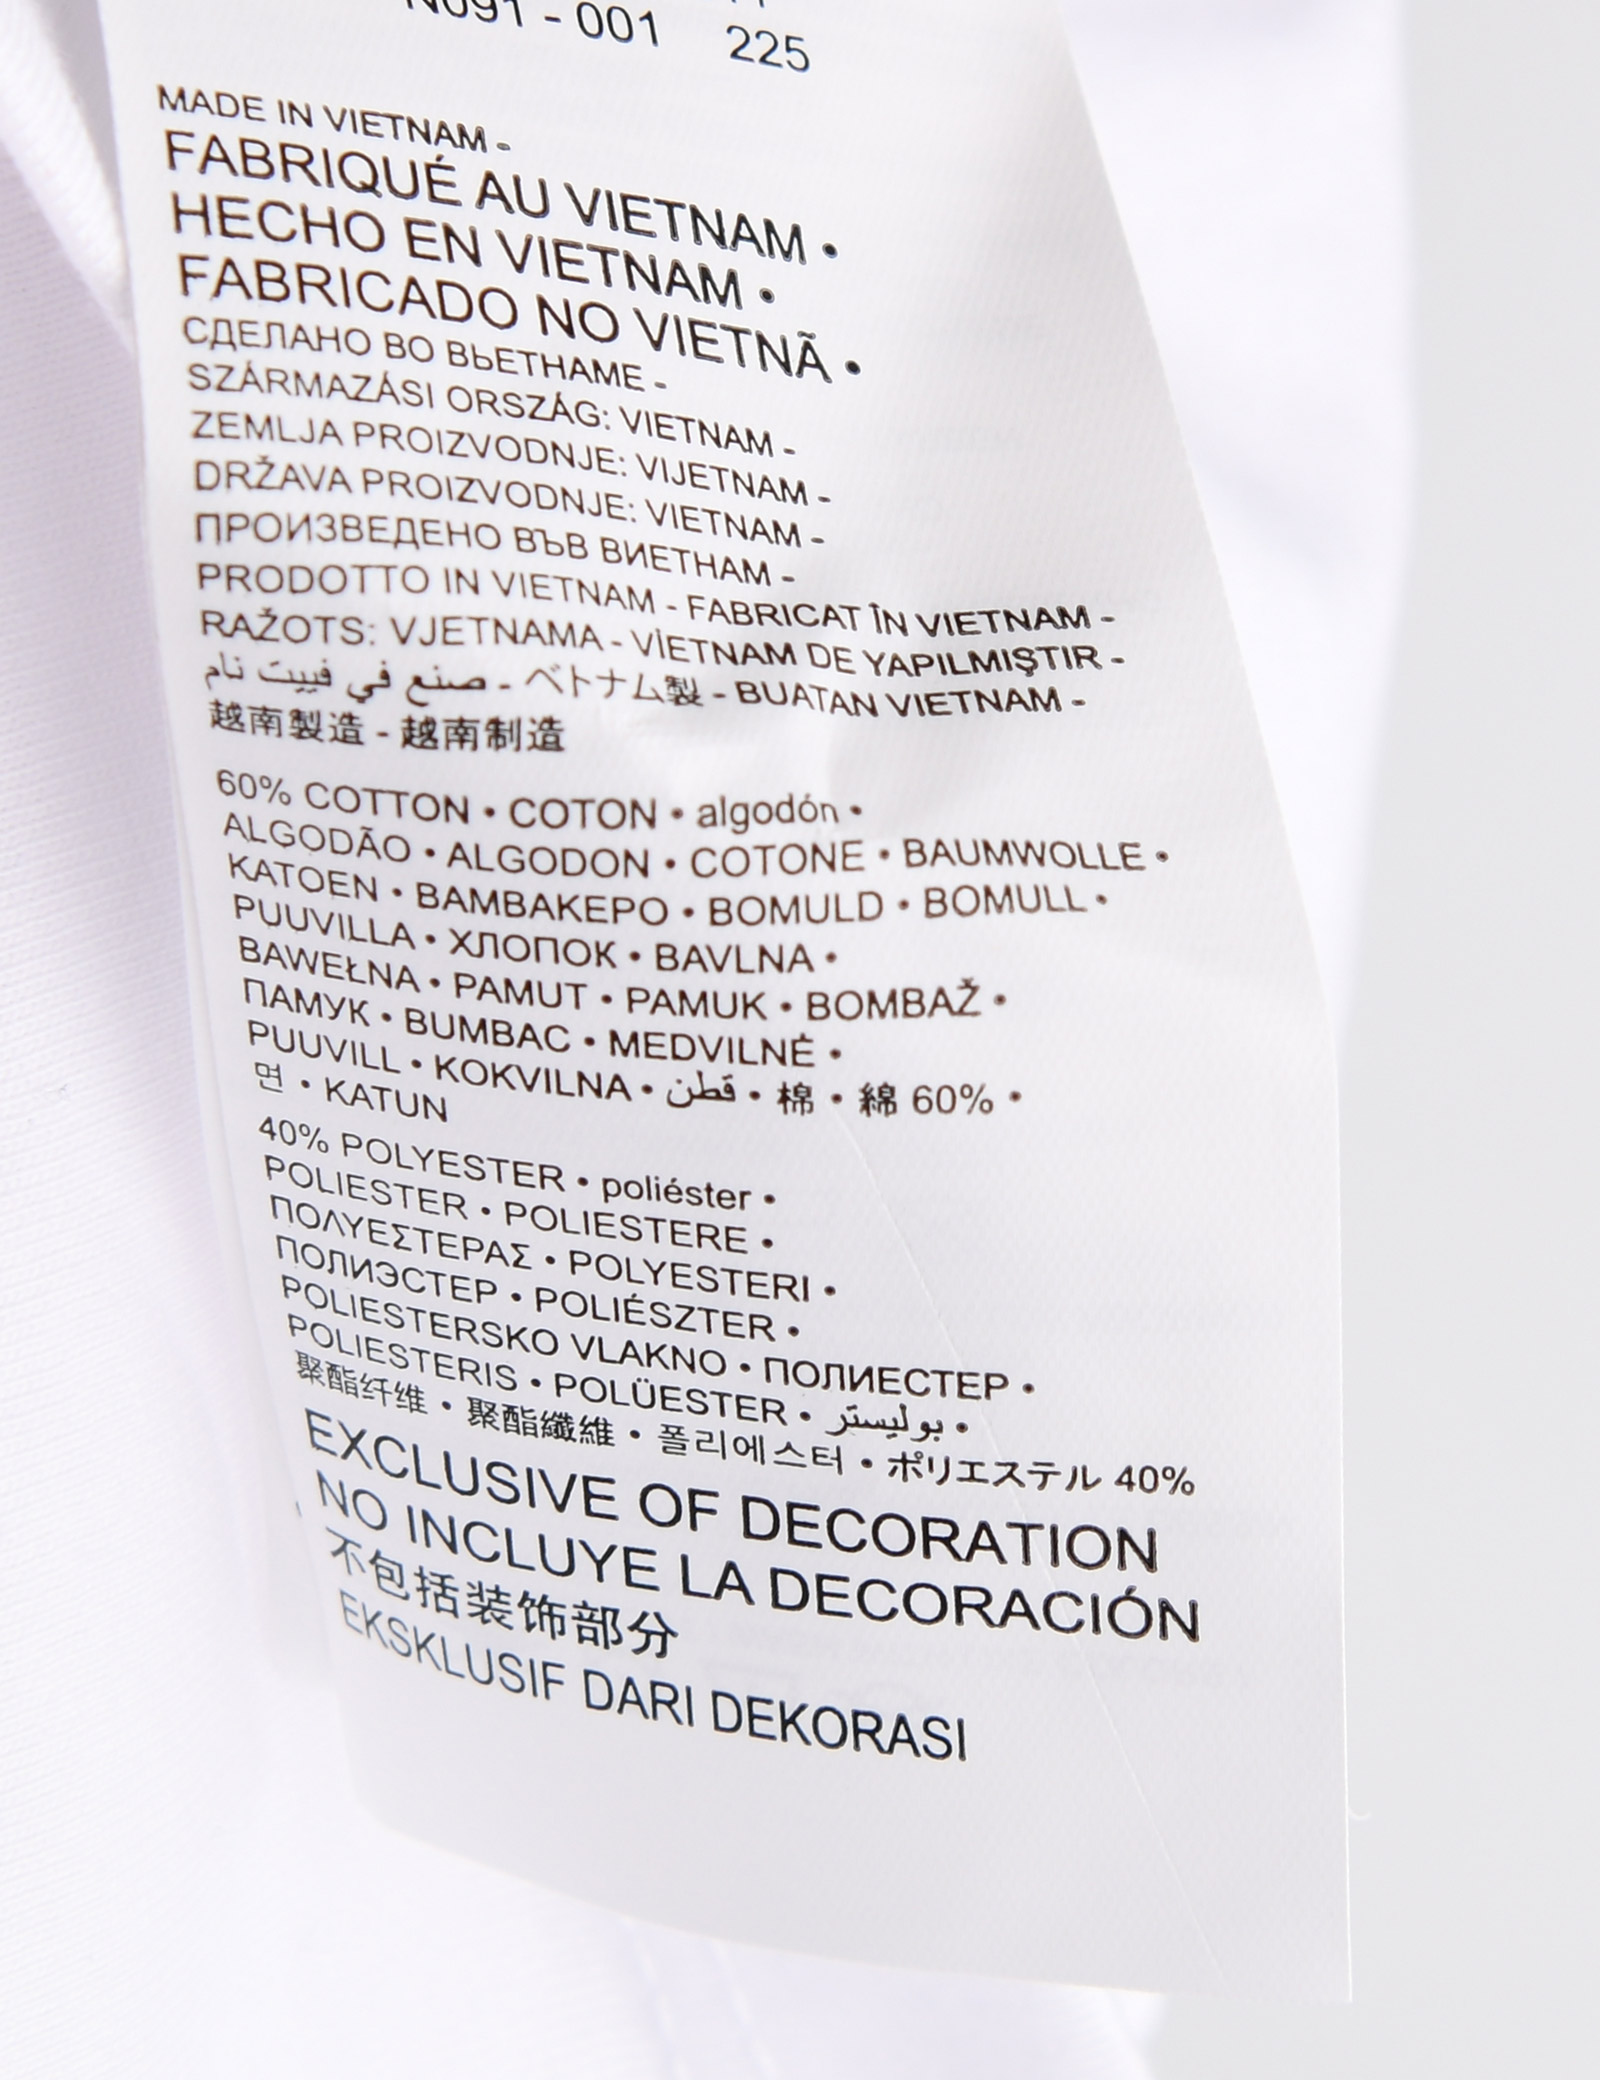 N091 - 001 225
MADE IN VIETNAM -
FABRIQUÉ AU VIETNAM •
HECHO EN VIETNAM •
FABRICADO NO VIETNÃ •
СДЕЛАНО ВО ВЬЕТНАМЕ -
SZÁRMAZÁSI ORSZÁG: VIETNAM -
ZEMLJA PROIZVODNJE: VIJETNAM -
DRŽAVA PROIZVODNJE: VIETNAM -
ПРОИЗВЕДЕНО ВЪВ ВИЕТНАМ -
PRODOTTO IN VIETNAM - FABRICAT ÎN VIETNAM -
RAŽOTS: VJETNAMA - VİETNAM DE YAPILMIŞTIR -
صنع في فييت نام - ベトナム製 - BUATAN VIETNAM -
越南製造 - 越南制造
60% COTTON • COTON • algodón •
ALGODÃO • ALGODON • COTONE • BAUMWOLLE •
KATOEN • ΒΑΜΒΑΚΕΡΟ • BOMULD • BOMULL •
PUUVILLA • ХЛОПОК • BAVLNA •
BAWEŁNA • PAMUT • PAMUK • BOMBAŽ •
ПАМУК • BUMBAC • MEDVILNĖ •
PUUVILL • KOKVILNA • قطن • 棉 • 綿 60% •
면 • KATUN
40% POLYESTER • poliéster •
POLIESTER • POLIESTERE •
ΠΟΛΥΕΣΤΕΡΑΣ • POLYESTERI •
ПОЛИЭСТЕР • POLIÉSZTER •
POLIESTERSKO VLAKNO • ПОЛИЕСТЕР •
POLIESTERIS • POLÜESTER • بوليستر •
聚酯纤维 • 聚酯纖維 • 폴리에스터 • ポリエステル 40%
EXCLUSIVE OF DECORATION
NO INCLUYE LA DECORACIÓN
不包括装饰部分
EKSKLUSIF DARI DEKORASI